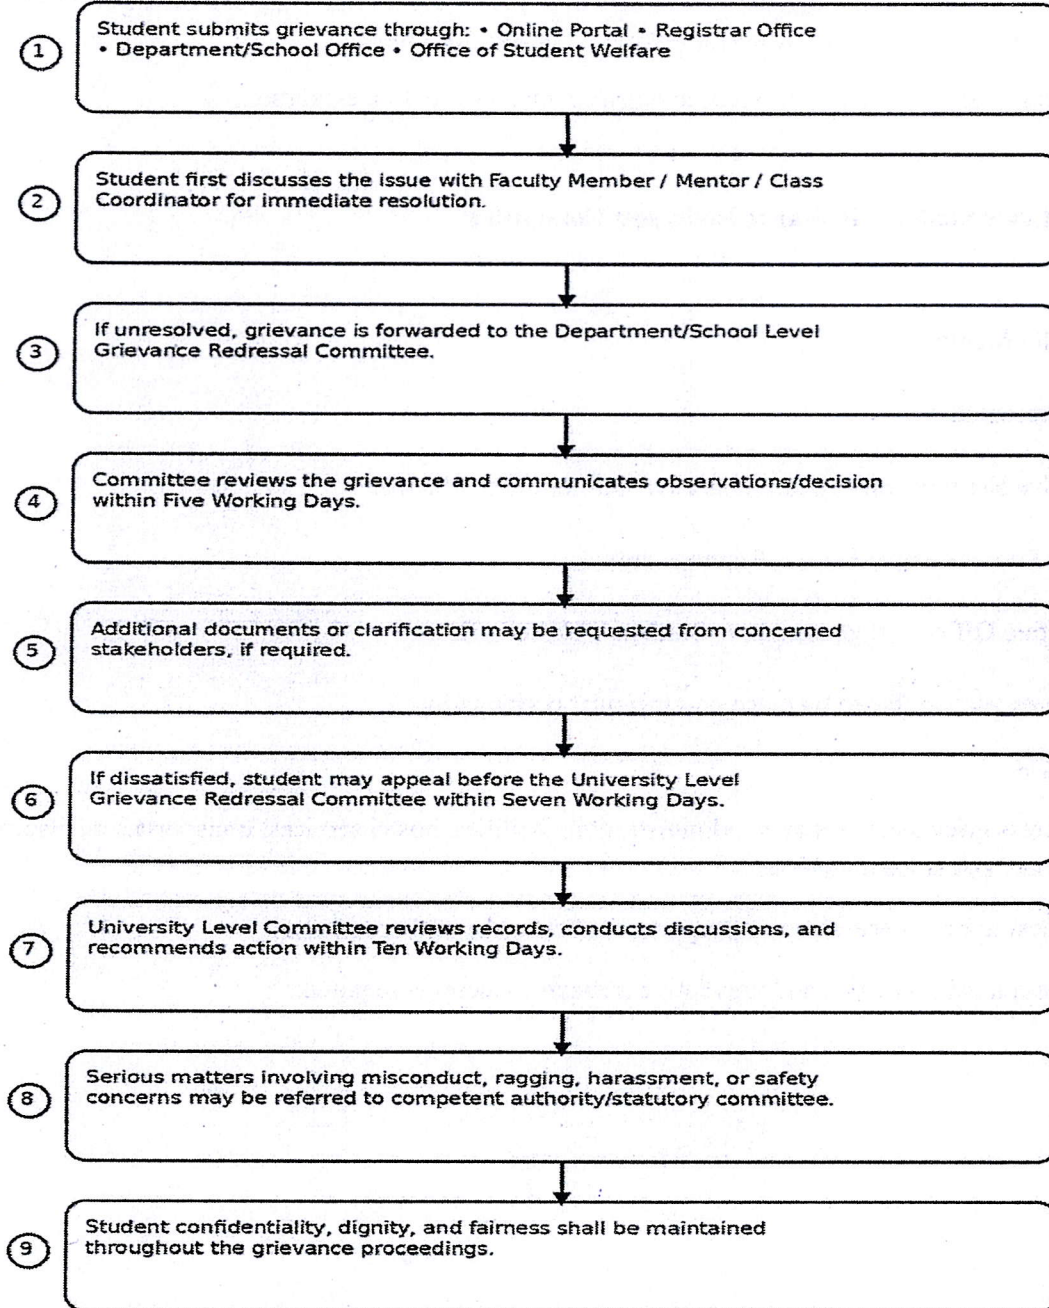 1
Student submits grievance through: • Online Portal • Registrar Office
• Department/School Office • Office of Student Welfare
2
Student first discusses the issue with Faculty Member / Mentor / Class
Coordinator for immediate resolution.
3
If unresolved, grievance is forwarded to the Department/School Level
Grievance Redressal Committee.
4
Committee reviews the grievance and communicates observations/decision
within Five Working Days.
5
Additional documents or clarification may be requested from concerned
stakeholders, if required.
6
If dissatisfied, student may appeal before the University Level
Grievance Redressal Committee within Seven Working Days.
7
University Level Committee reviews records, conducts discussions, and
recommends action within Ten Working Days.
8
Serious matters involving misconduct, ragging, harassment, or safety
concerns may be referred to competent authority/statutory committee.
9
Student confidentiality, dignity, and fairness shall be maintained
throughout the grievance proceedings.